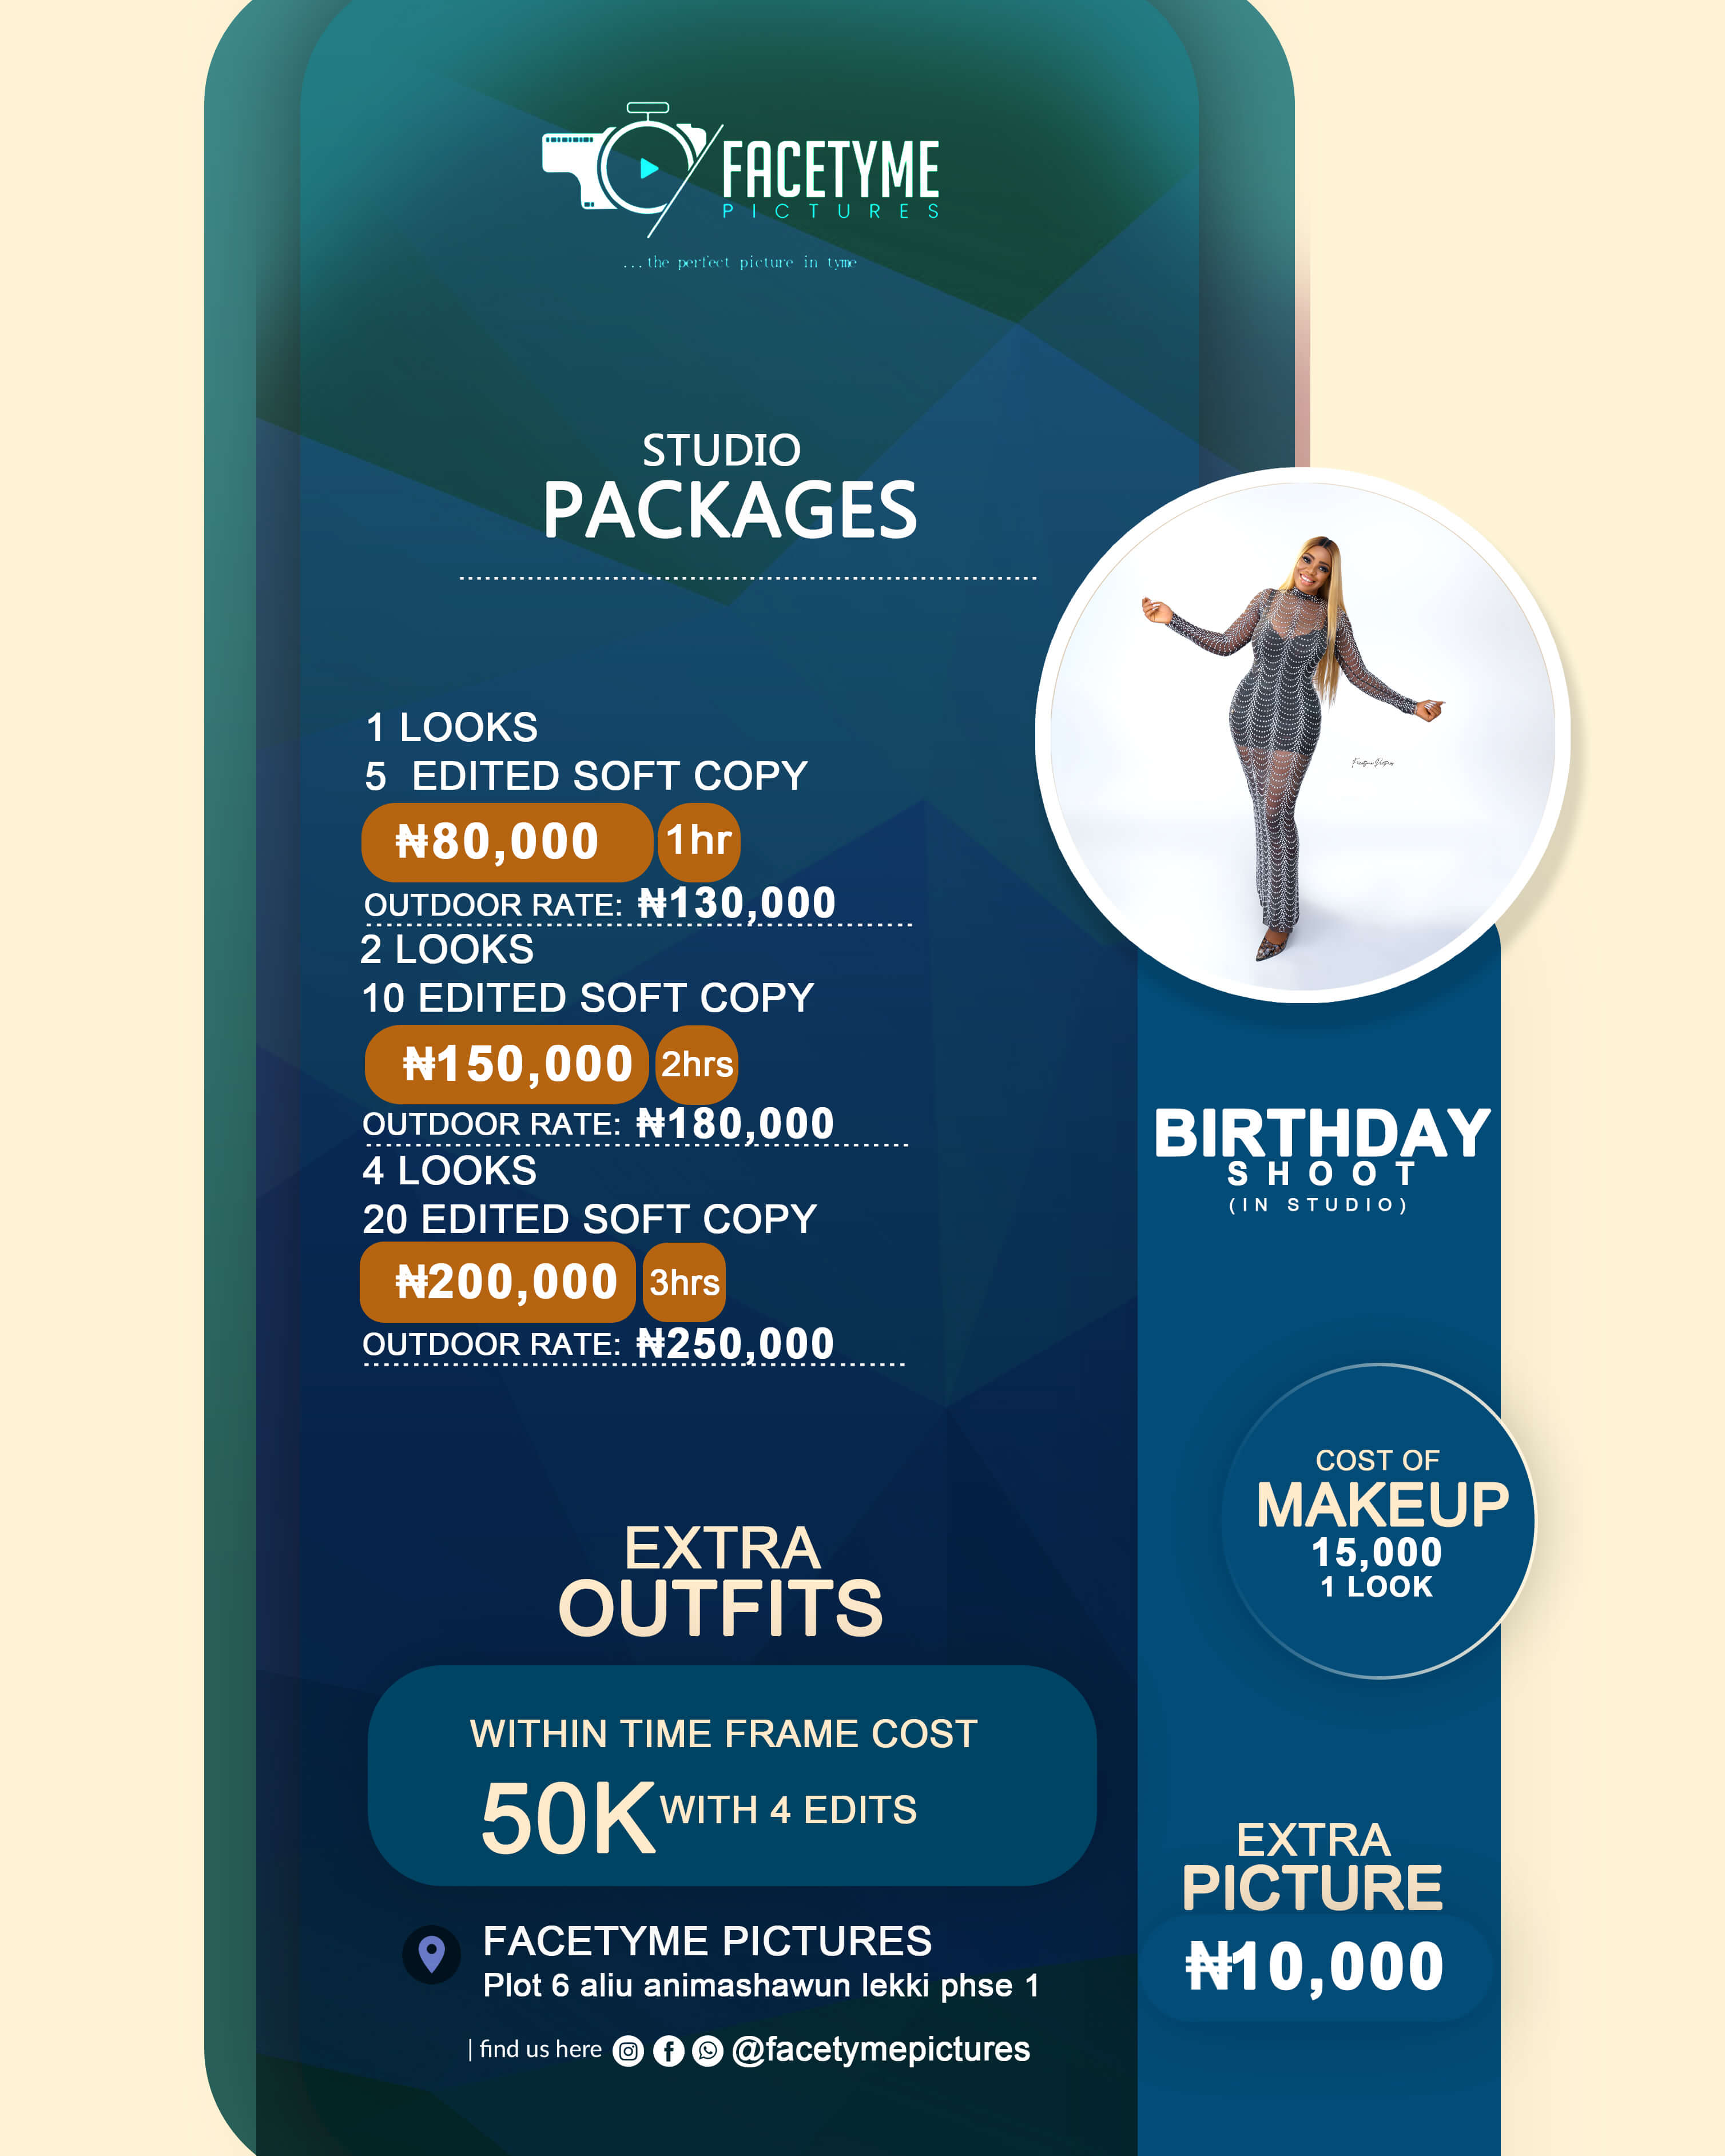 FACETYME
PICTURES
...the perfect picture in tyme
STUDIO
PACKAGES
1 LOOKS
5 EDITED SOFT COPY
₦80,000 1hr
OUTDOOR RATE: ₦130,000
2 LOOKS
10 EDITED SOFT COPY
₦150,000 2hrs
OUTDOOR RATE: ₦180,000
4 LOOKS
20 EDITED SOFT COPY
₦200,000 3hrs
OUTDOOR RATE: ₦250,000
EXTRA
OUTFITS
WITHIN TIME FRAME COST
50K WITH 4 EDITS
FACETYME PICTURES
Plot 6 aliu animashawun lekki phse 1
| find us here @facetymepictures
Facetyme Pictures
BIRTHDAY
SHOOT
(IN STUDIO)
COST OF
MAKEUP
15,000
1 LOOK
EXTRA
PICTURE
₦10,000